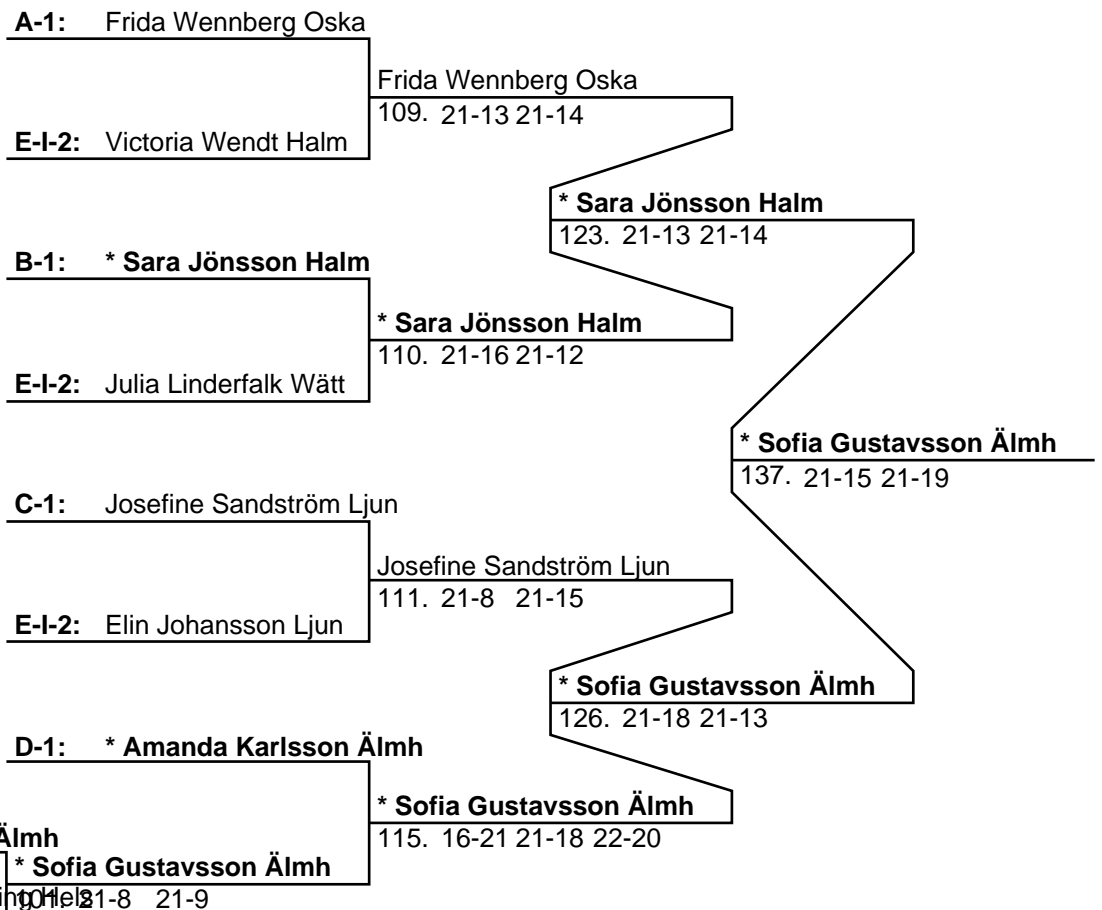 A-1: Frida Wennberg Oska
Frida Wennberg Oska
109. 21-13 21-14
E-I-2: Victoria Wendt Halm
* Sara Jönsson Halm
123. 21-13 21-14
B-1: * Sara Jönsson Halm
* Sara Jönsson Halm
110. 21-16 21-12
E-I-2: Julia Linderfalk Wätt
* Sofia Gustavsson Älmh
137. 21-15 21-19
C-1: Josefine Sandström Ljun
Josefine Sandström Ljun
111. 21-8 21-15
E-I-2: Elin Johansson Ljun
* Sofia Gustavsson Älmh
126. 21-18 21-13
D-1: * Amanda Karlsson Älmh
* Sofia Gustavsson Älmh
115. 16-21 21-18 22-20
Älmh
* Sofia Gustavsson Älmh
101. 21-8 21-9